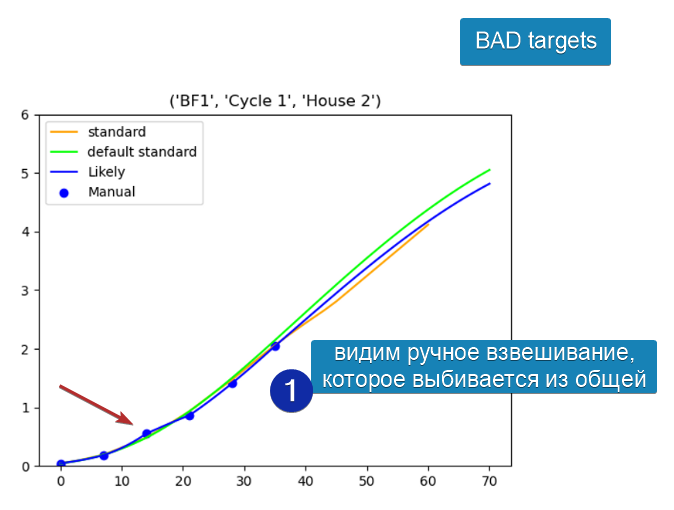 BAD targets
('BF1', 'Cycle 1', 'House 2')
standard
default standard
Likely
Manual
6
5
4
3
2
1
0
1
видим ручное взвешивание,
которое выбивается из общей
0 10 20 30 40 50 60 70